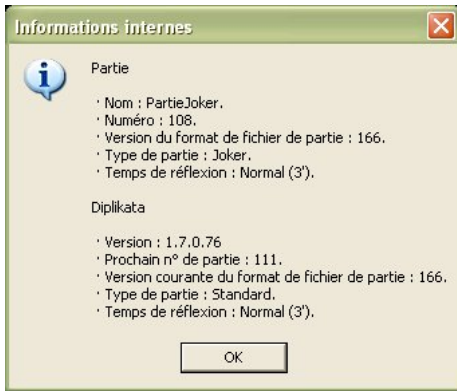 Informations internes
Partie
· Nom : PartieJoker.
· Numéro : 108.
· Version du format de fichier de partie : 166.
· Type de partie : Joker.
· Temps de réflexion : Normal (3').
Diplikata
· Version : 1.7.0.76
· Prochain n° de partie : 111.
· Version courante du format de fichier de partie : 166.
· Type de partie : Standard.
· Temps de réflexion : Normal (3').
OK